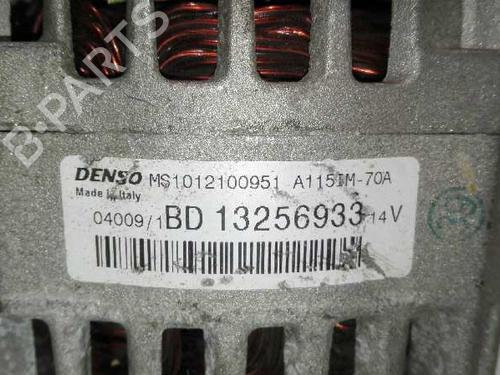 B-PARTS
DENSO MS1012100951 A115IM-70A
Made in Italy
04009/1 BD 13256933 14V